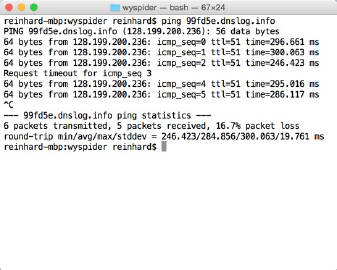 wyspider — bash — 67×24
reinhard-mbp:wyspider reinhard$ ping 99fd5e.dnslog.info
PING 99fd5e.dnslog.info (128.199.200.236): 56 data bytes
64 bytes from 128.199.200.236: icmp_seq=0 ttl=51 time=296.661 ms
64 bytes from 128.199.200.236: icmp_seq=1 ttl=51 time=300.063 ms
64 bytes from 128.199.200.236: icmp_seq=2 ttl=51 time=246.423 ms
Request timeout for icmp_seq 3
64 bytes from 128.199.200.236: icmp_seq=4 ttl=51 time=295.016 ms
64 bytes from 128.199.200.236: icmp_seq=5 ttl=51 time=286.117 ms
^C
--- 99fd5e.dnslog.info ping statistics ---
6 packets transmitted, 5 packets received, 16.7% packet loss
round-trip min/avg/max/stddev = 246.423/284.856/300.063/19.761 ms
reinhard-mbp:wyspider reinhard$